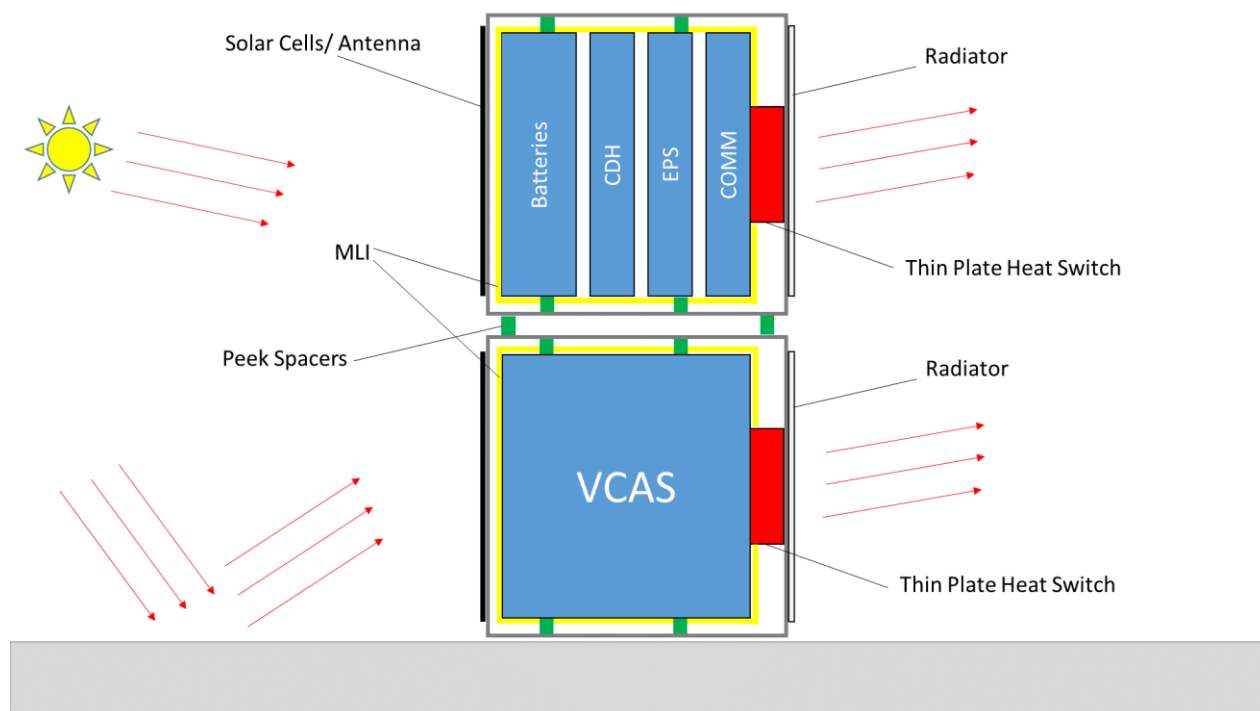 Solar Cells/ Antenna
Radiator
Batteries
CDH
EPS
COMM
MLI
Thin Plate Heat Switch
Peek Spacers
Radiator
VCAS
Thin Plate Heat Switch